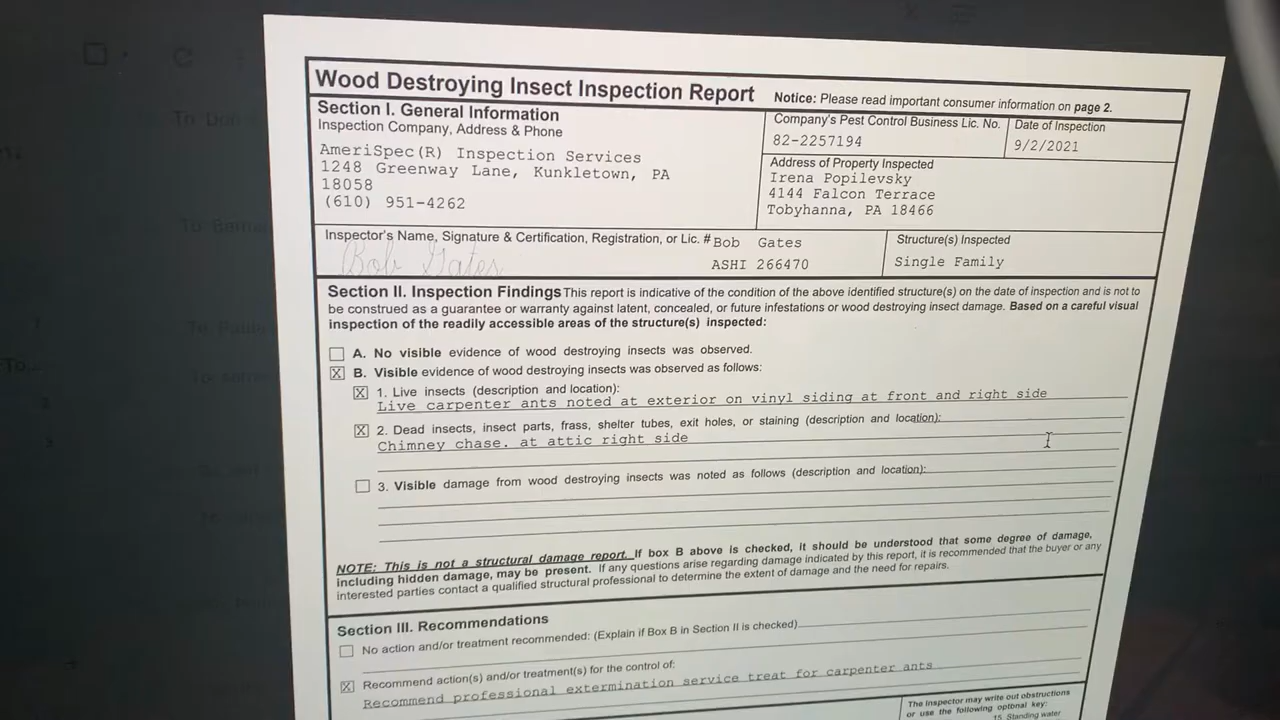 Wood Destroying Insect Inspection Report
Notice: Please read important consumer information on page 2.
Section I. General Information
Inspection Company, Address & Phone
AmeriSpec(R) Inspection Services
1248 Greenway Lane, Kunkletown, PA
18058
(610) 951-4262
Company's Pest Control Business Lic. No.
82-2257194
Date of Inspection
9/2/2021
Address of Property Inspected
Irena Popilevsky
4144 Falcon Terrace
Tobyhanna, PA 18466
Inspector's Name, Signature & Certification, Registration, or Lic. # Bob Gates
Bob Gates
ASHI 266470
Structure(s) Inspected
Single Family
Section II. Inspection Findings This report is indicative of the condition of the above identified structure(s) on the date of inspection and is not to
be construed as a guarantee or warranty against latent, concealed, or future infestations or wood destroying insect damage. Based on a careful visual
inspection of the readily accessible areas of the structure(s) inspected:
A. No visible evidence of wood destroying insects was observed.
X B. Visible evidence of wood destroying insects was observed as follows:
X 1. Live insects (description and location):
Live carpenter ants noted at exterior on vinyl siding at front and right side
X 2. Dead insects, insect parts, frass, shelter tubes, exit holes, or staining (description and location):
Chimney chase. at attic right side
3. Visible damage from wood destroying insects was noted as follows (description and location):
NOTE: This is not a structural damage report. If box B above is checked, it should be understood that some degree of damage,
including hidden damage, may be present. If any questions arise regarding damage indicated by this report, it is recommended that the buyer or any
interested parties contact a qualified structural professional to determine the extent of damage and the need for repairs.
Section III. Recommendations
No action and/or treatment recommended: (Explain if Box B in Section II is checked)
X Recommend action(s) and/or treatment(s) for the control of:
Recommend professional extermination service treat for carpenter ants
The inspector may write out obstructions
or use the following optional key:
15. Standing water